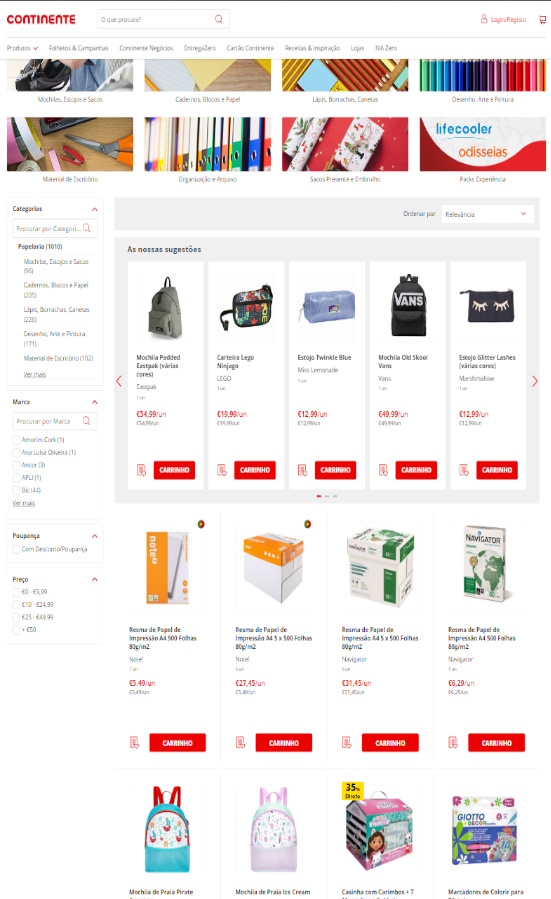 CONTINENTE
O que procura?
Login/Registo
Produtos
Folhetos & Campanhas
Continente Negócios
EntregaZero
Cartão Continente
Receitas & Inspiração
Lojas
IVA Zero
Mochilas, Estojos e Sacos
Cadernos, Blocos e Papel
Lápis, Borrachas, Canetas
Desenho, Arte e Pintura
lifecooler
odisseias
Material de Escritório
Organização e Arquivo
Sacos Presente e Embrulho
Packs Experiência
Categorias
Procurar por Categori...
Papelaria (1010)
Mochilas, Estojos e Sacos
(96)
Cadernos, Blocos e Papel
(205)
Lápis, Borrachas, Canetas
(226)
Desenho, Arte e Pintura
(171)
Material de Escritório (102)
Ver mais
Marca
Procurar por Marca
Amorim Cork (1)
Ana Luisa Oliveira (1)
Ancor (3)
APLI (1)
Bic (44)
Ver mais
Poupança
Com Desconto/Poupança
Preço
€0 - €9,99
€10 - €24,99
€25 - €49,99
+ €50
Ordenar por
Relevância
As nossas sugestões
VANS
Mochila Padded
Eastpak (várias
cores)
Eastpak
1 un
€54,99/un
€54,99/un
CARRINHO
Carteira Lego
Ninjago
LEGO
1 un
€19,99/un
€19,99/un
CARRINHO
Estojo Twinkle Blue
Miss Lemonade
1 un
€12,99/un
€12,99/un
CARRINHO
Mochila Old Skool
Vans
Vans
1 un
€49,99/un
€49,99/un
CARRINHO
Estojo Glitter Lashes
(várias cores)
Marshmallow
1 un
€12,99/un
€12,99/un
CARRINHO
note!
NAVIGATOR
Resma de Papel de
Impressão A4 500 Folhas
80g/m2
Note!
1 un
€5,49/un
€5,49/un
CARRINHO
Resma de Papel de
Impressão A4 5 x 500 Folhas
80g/m2
Note!
5 un
€27,45/un
€5,49/un
CARRINHO
Resma de Papel de
Impressão A4 5 x 500 Folhas
80g/m2
Navigator
5 un
€31,45/un
€31,45/un
CARRINHO
Resma de Papel de
Impressão A4 500 Folhas
80g/m2
Navigator
1 un
€6,29/un
€6,29/un
CARRINHO
35%
Direto
GIOTTO
DECOR
Mochila de Praia Pirate
Mochila de Praia Ice Cream
Casinha com Carimbos + 7
Marcadores de Colorir para